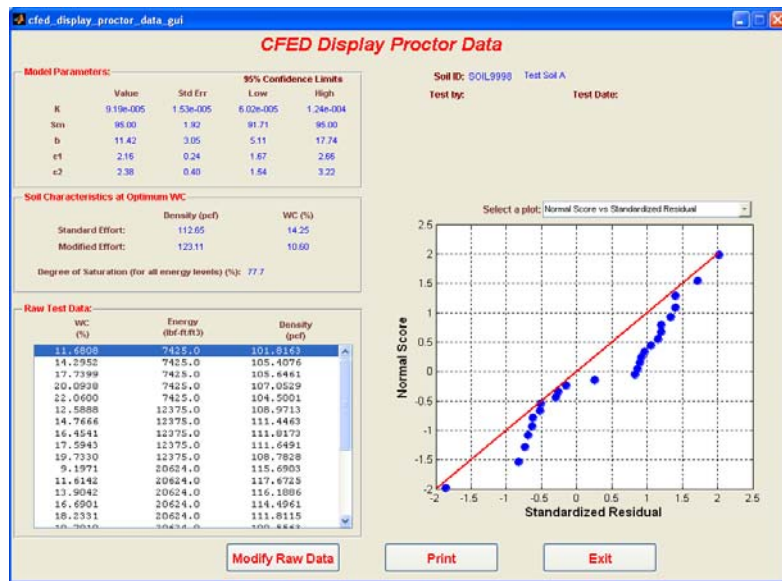 cfed_display_proctor_data_gui
CFED Display Proctor Data
Model Parameters:
95% Confidence Limits
Value Std Err Low High
K 9.19e-005 1.53e-005 6.02e-005 1.24e-004
Sm 95.00 1.92 91.71 95.00
b 11.42 3.05 5.11 17.74
c1 2.16 0.24 1.67 2.66
c2 2.38 0.40 1.54 3.22
Soil ID: SOIL9998 Test Soil A
Test by: Test Date:
Soil Characteristics at Optimum WC
Density (pcf) WC (%)
Standard Effort: 112.65 14.25
Modified Effort: 123.11 10.60
Degree of Saturation (for all energy levels) (%): 77.7
Raw Test Data:
WC (%) Energy (lbf-ft/ft3) Density (pcf)
11.6808 7425.0 101.8163
14.2952 7425.0 105.4076
17.7399 7425.0 105.6461
20.0938 7425.0 107.0529
22.0600 7425.0 104.5001
12.5888 12375.0 108.9713
14.7666 12375.0 111.4463
16.4541 12375.0 111.8173
17.5943 12375.0 111.6491
19.7330 12375.0 108.7828
9.1971 20624.0 115.6903
11.6142 20624.0 117.6725
13.9042 20624.0 116.1886
16.6901 20624.0 114.4961
18.2331 20624.0 111.8115
Select a plot: Normal Score vs Standardized Residual
2.5
2
1.5
1
0.5
0
-0.5
-1
-1.5
-2
Normal Score
-2 -1.5 -1 -0.5 0 0.5 1 1.5 2 2.5
Standardized Residual
Modify Raw Data Print Exit